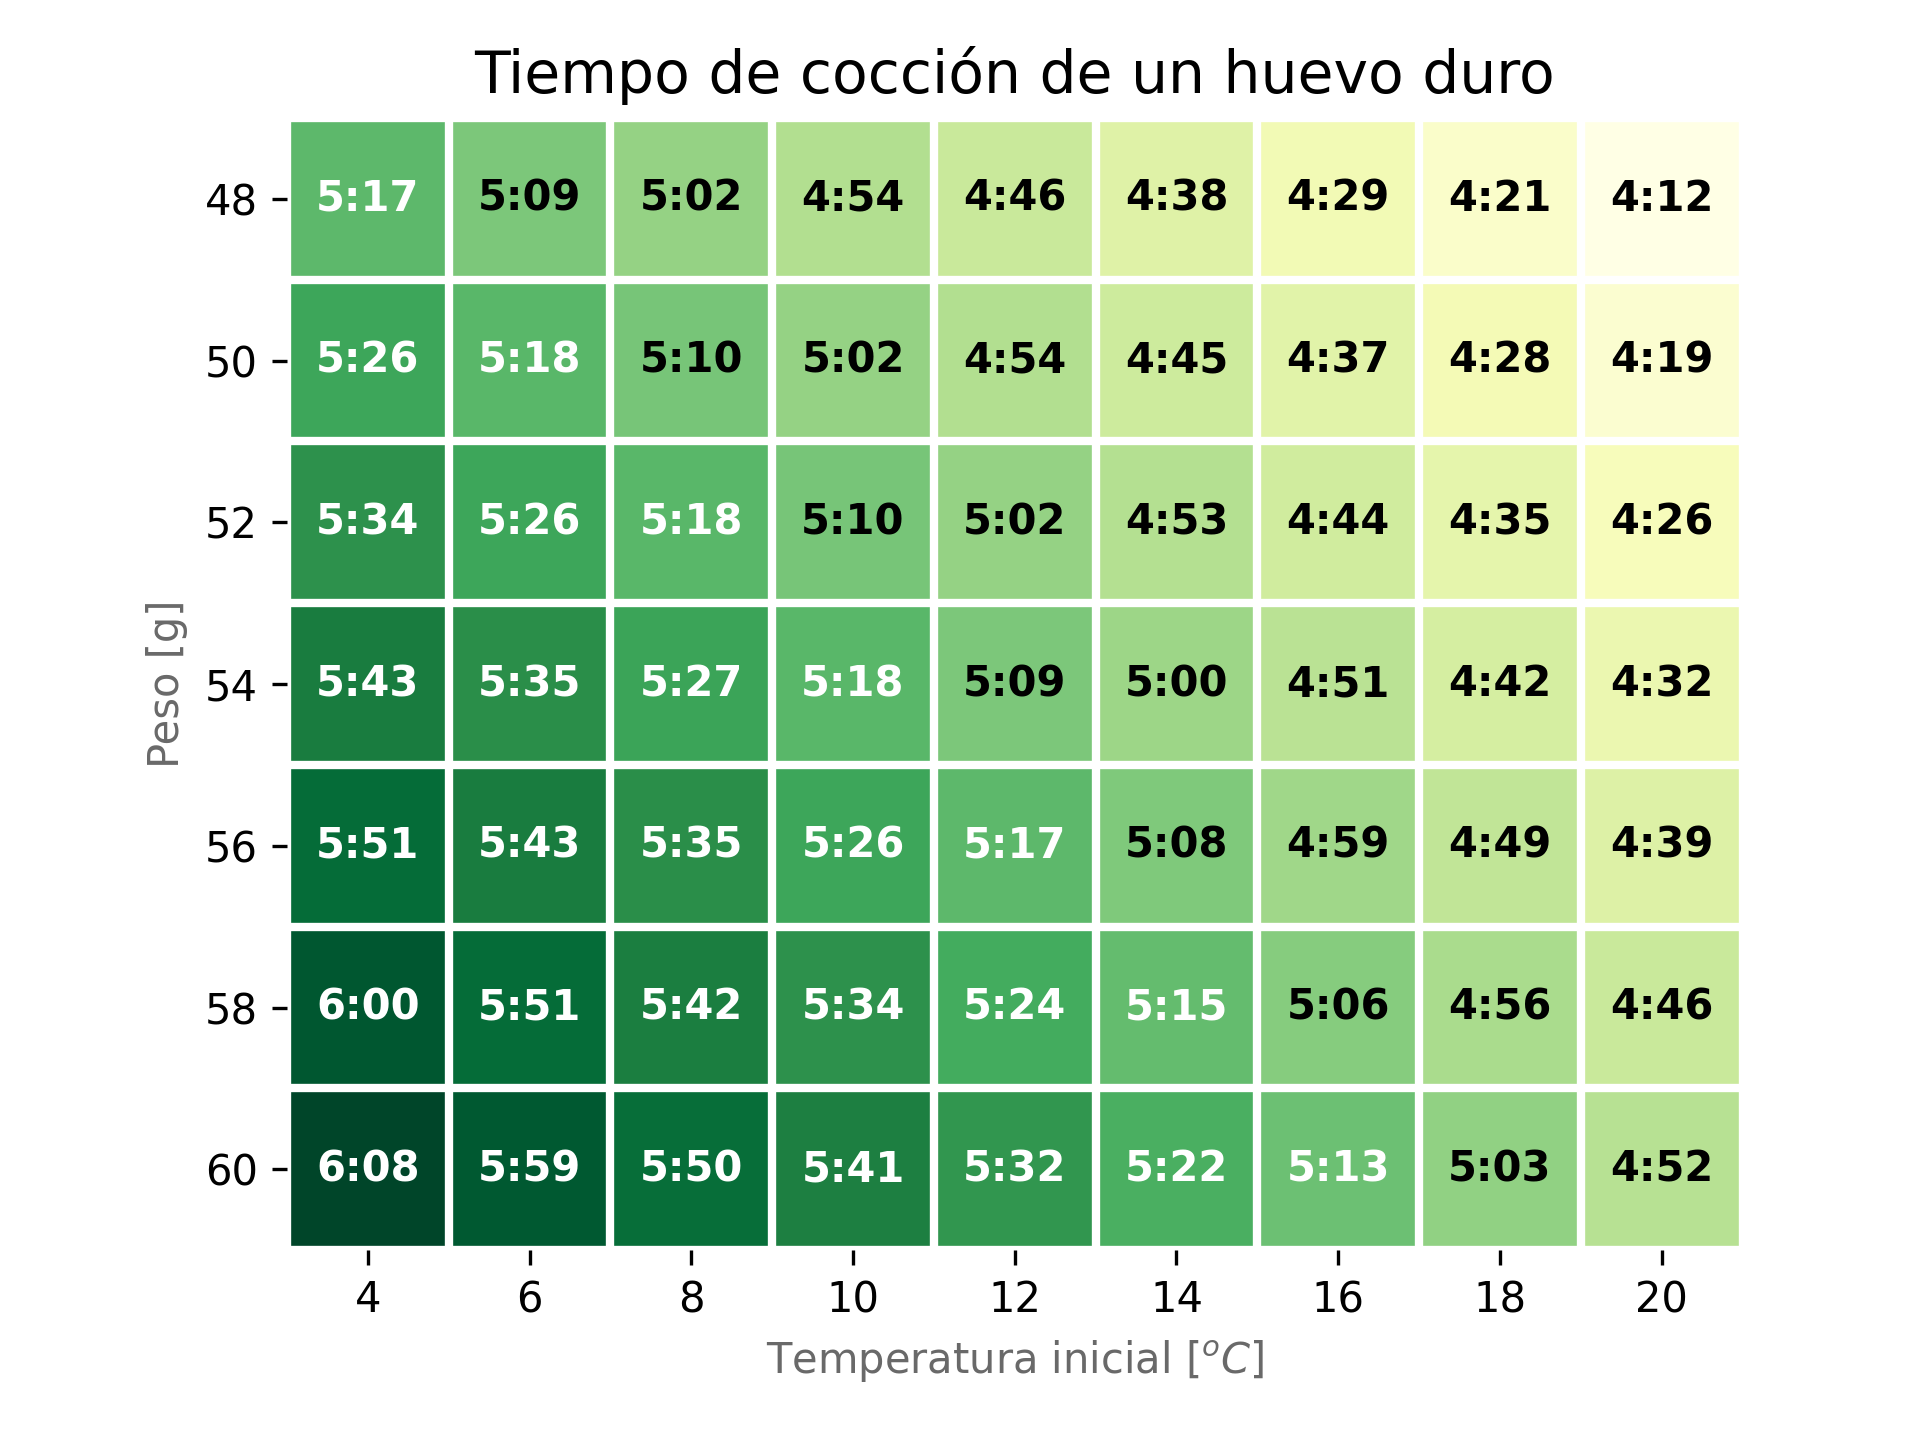 Tiempo de cocción de un huevo duro
48 5:17 5:09 5:02 4:54 4:46 4:38 4:29 4:21 4:12
50 5:26 5:18 5:10 5:02 4:54 4:45 4:37 4:28 4:19
52 5:34 5:26 5:18 5:10 5:02 4:53 4:44 4:35 4:26
54 5:43 5:35 5:27 5:18 5:09 5:00 4:51 4:42 4:32
56 5:51 5:43 5:35 5:26 5:17 5:08 4:59 4:49 4:39
58 6:00 5:51 5:42 5:34 5:24 5:15 5:06 4:56 4:46
60 6:08 5:59 5:50 5:41 5:32 5:22 5:13 5:03 4:52
4 6 8 10 12 14 16 18 20
Peso [g]
Temperatura inicial [ºC]